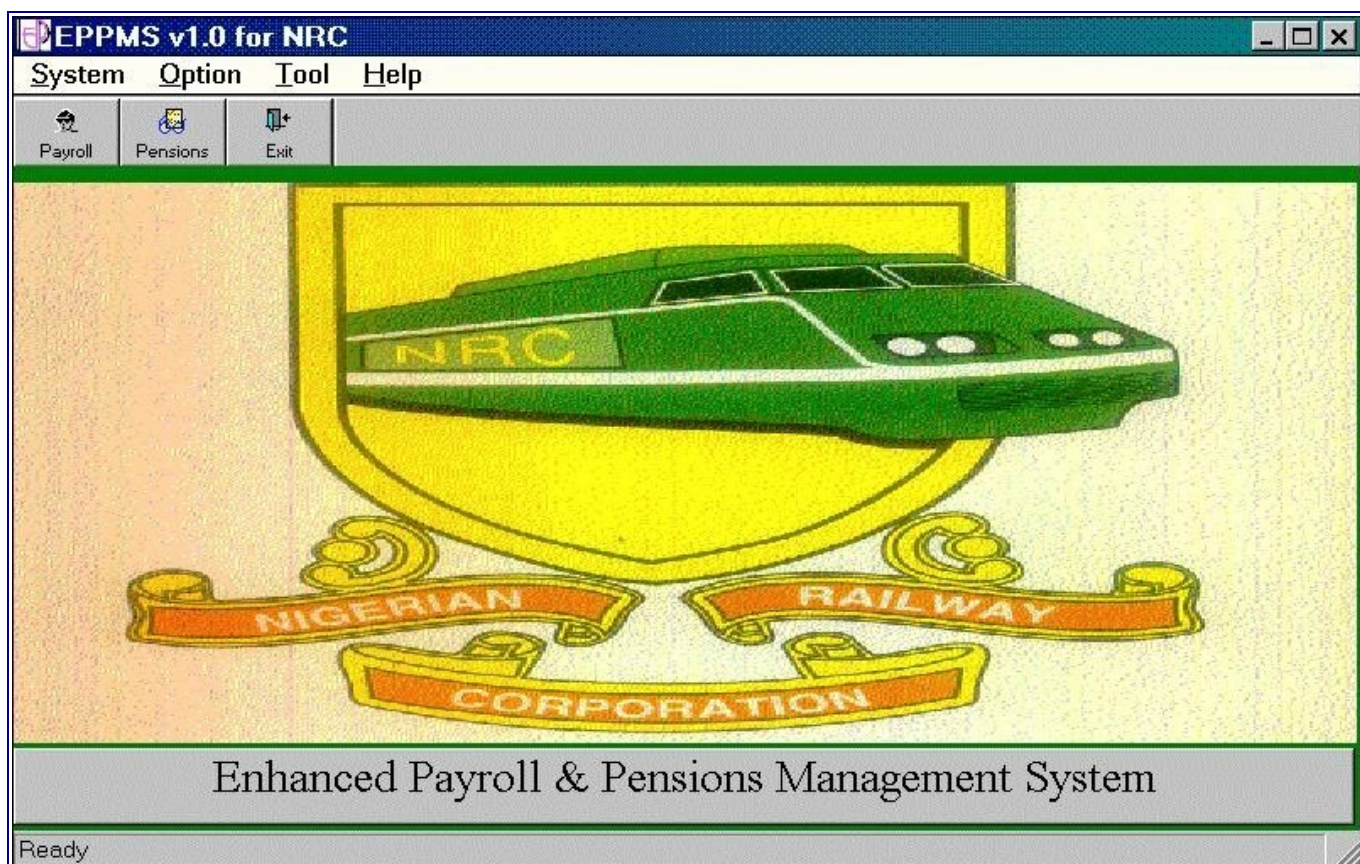 EPPMS v1.0 for NRC
System Option Tool Help
Payroll Pensions Exit
NRC
NIGERIAN RAILWAY
CORPORATION
Enhanced Payroll & Pensions Management System
Ready